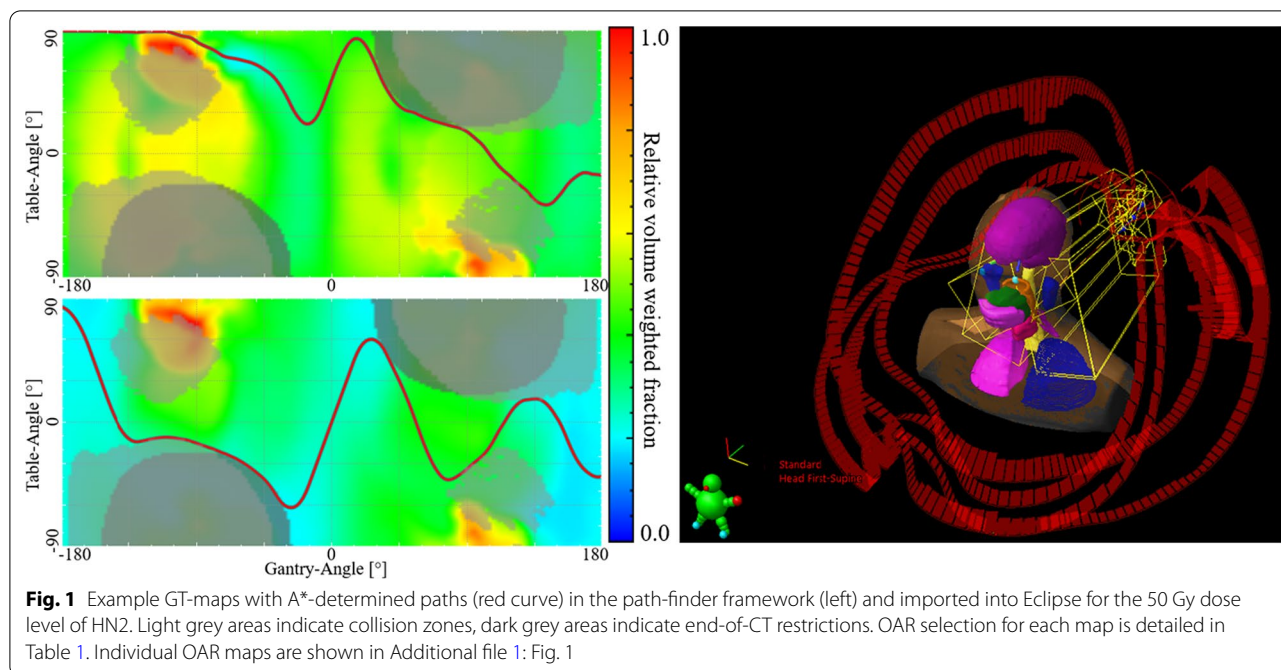 90
Table-Angle [°]
0
-90
-180
180
90
Table-Angle [°]
0
-90
-180
0
180
Gantry-Angle [°]
1.0
Relative volume weighted fraction
0.0
Standard
Head First-Supine
Fig. 1 Example GT-maps with A*-determined paths (red curve) in the path-finder framework (left) and imported into Eclipse for the 50 Gy dose
level of HN2. Light grey areas indicate collision zones, dark grey areas indicate end-of-CT restrictions. OAR selection for each map is detailed in
Table 1. Individual OAR maps are shown in Additional file 1: Fig. 1